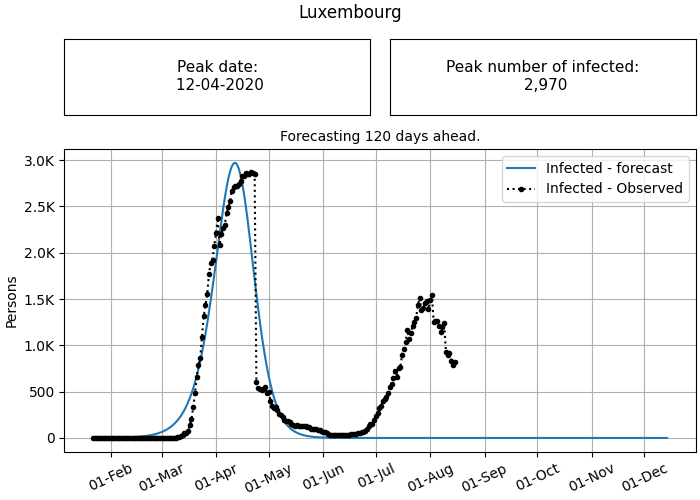 Luxembourg
Peak date:
12-04-2020
Peak number of infected:
2,970
Forecasting 120 days ahead.
Infected - forecast
Infected - Observed
3.0K
2.5K
2.0K
1.5K
1.0K
500
0
Persons
01-Feb
01-Mar
01-Apr
01-May
01-Jun
01-Jul
01-Aug
01-Sep
01-Oct
01-Nov
01-Dec